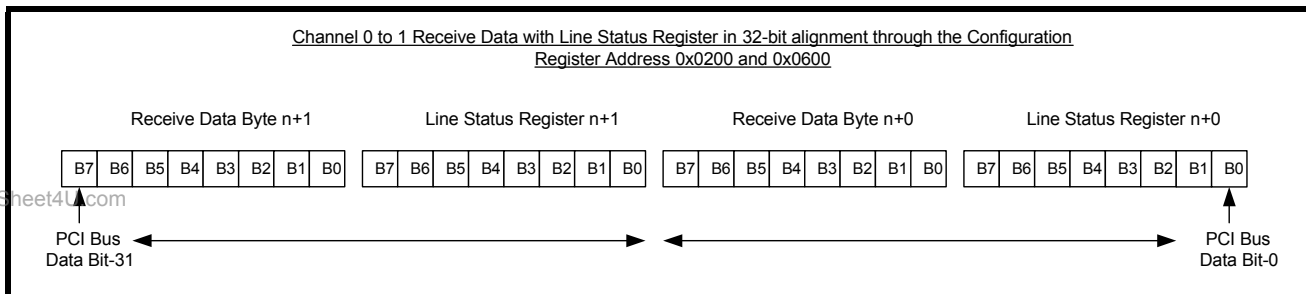 Channel 0 to 1 Receive Data with Line Status Register in 32-bit alignment through the Configuration
Register Address 0x0200 and 0x0600
Receive Data Byte n+1 Line Status Register n+1 Receive Data Byte n+0 Line Status Register n+0
B7 B6 B5 B4 B3 B2 B1 B0 B7 B6 B5 B4 B3 B2 B1 B0 B7 B6 B5 B4 B3 B2 B1 B0 B7 B6 B5 B4 B3 B2 B1 B0
Sheet4U.com
PCI Bus PCI Bus
Data Bit-31 Data Bit-0